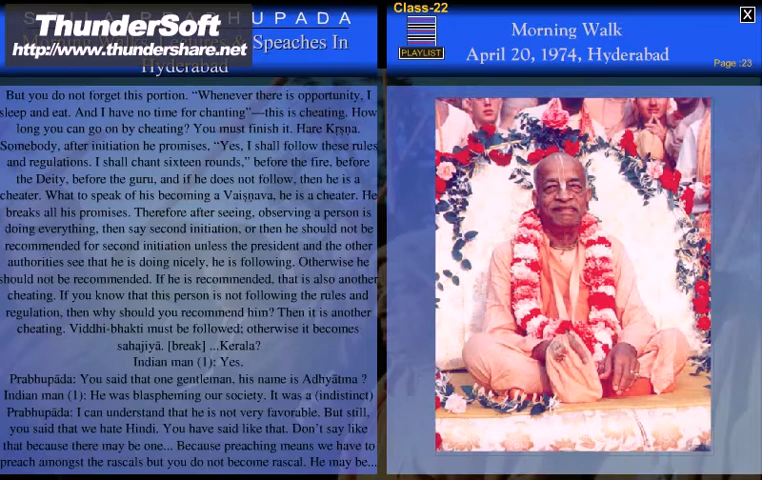 SRILA PRABHUPADA
Morning Walks, Lectures & Speaches In
Hyderabad
ThunderSoft
http://www.thundershare.net
Class-22
PLAYLIST
Morning Walk
April 20, 1974, Hyderabad
X
Page :23
But you do not forget this portion. “Whenever there is opportunity, I
sleep and eat. And I have no time for chanting”—this is cheating. How
long you can go on by cheating? You must finish it. Hare Kṛṣṇa.
Somebody, after initiation he promises, “Yes, I shall follow these rules
and regulations. I shall chant sixteen rounds,” before the fire, before
the Deity, before the guru, and if he does not follow, then he is a
cheater. What to speak of his becoming a Vaiṣṇava, he is a cheater. He
breaks all his promises. Therefore after seeing, observing a person is
doing everything, then say second initiation, or then he should not be
recommended for second initiation unless the president and the other
authorities see that he is doing nicely, he is following. Otherwise he
should not be recommended. If he is recommended, that is also another
cheating. If you know that this person is not following the rules and
regulation, then why should you recommend him? Then it is another
cheating. Viddhi-bhakti must be followed; otherwise it becomes
sahajiyā. [break] ...Kerala?
Indian man (1): Yes.
Prabhupāda: You said that one gentleman, his name is Adhyātma ?
Indian man (1): He was blaspheming our society. It was a (indistinct)
Prabhupāda: I can understand that he is not very favorable. But still,
you said that we hate Hindi. You have said like that. Don’t say like
that because there may be one... Because preaching means we have to
preach amongst the rascals but you do not become rascal. He may be...